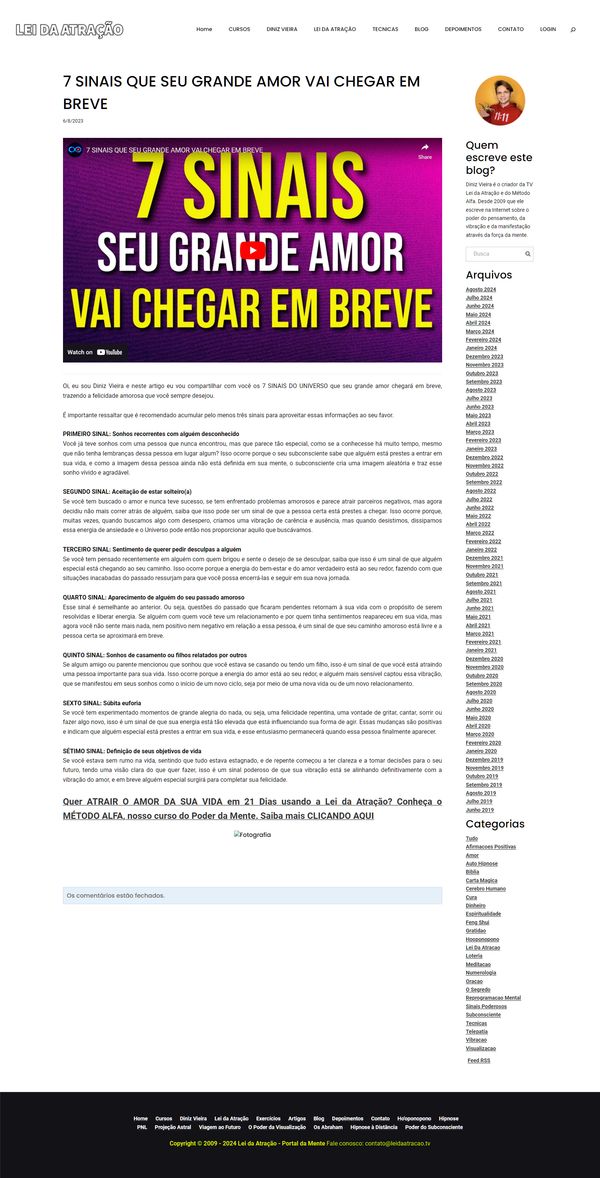 LEI DA ATRAÇÃO
Home CURSOS DINIZ VIEIRA LEI DA ATRAÇÃO TECNICAS BLOG DEPOIMENTOS CONTATO LOGIN
7 SINAIS QUE SEU GRANDE AMOR VAI CHEGAR EM
BREVE
6/8/2023
7 SINAIS QUE SEU GRANDE AMOR VAI CHEGAR EM BREVE
Share
7 SINAIS
SEU GRANDE AMOR
VAI CHEGAR EM BREVE
Watch on YouTube
Oi, eu sou Diniz Vieira e neste artigo eu vou compartilhar com você os 7 SINAIS DO UNIVERSO que seu grande amor chegará em breve,
trazendo a felicidade amorosa que você sempre desejou.
É importante ressaltar que é recomendado acumular pelo menos três sinais para aproveitar essas informações ao seu favor.
PRIMEIRO SINAL: Sonhos recorrentes com alguém desconhecido
Você já teve sonhos com uma pessoa que nunca encontrou, mas que parece tão especial, como se a conhecesse há muito tempo, mesmo
que não tenha lembranças dessa pessoa em lugar algum? Isso ocorre porque o seu subconsciente sabe que alguém está prestes a entrar em
sua vida, e como a imagem dessa pessoa ainda não está definida em sua mente, o subconsciente cria uma imagem aleatória e traz esse
sonho vívido e agradável.
SEGUNDO SINAL: Aceitação de estar solteiro(a)
Se você tem buscado o amor e nunca teve sucesso, se tem enfrentado problemas amorosos e parece atrair parceiros negativos, mas agora
decidiu não mais correr atrás de alguém, saiba que isso pode ser um sinal de que a pessoa certa está prestes a chegar. Isso ocorre porque,
muitas vezes, quando buscamos algo com desespero, criamos uma vibração de carência e ausência, mas quando desistimos, dissipamos
essa energia de ansiedade e o Universo pode então nos proporcionar aquilo que buscávamos.
TERCEIRO SINAL: Sentimento de querer pedir desculpas a alguém
Se você tem pensado recentemente em alguém com quem brigou e sente o desejo de se desculpar, saiba que isso é um sinal de que alguém
especial está chegando ao seu caminho. Isso ocorre porque a energia do bem-estar e do amor verdadeiro está ao seu redor, fazendo com que
situações inacabadas do passado ressurjam para que você possa encerrá-las e seguir em sua nova jornada.
QUARTO SINAL: Aparecimento de alguém do seu passado amoroso
Esse sinal é semelhante ao anterior. Ou seja, questões do passado que ficaram pendentes retornam à sua vida com o propósito de serem
resolvidas e liberar energia. Se alguém com quem você teve um relacionamento e por quem tinha sentimentos reapareceu em sua vida, mas
agora você não sente mais nada, nem positivo nem negativo em relação a essa pessoa, é um sinal de que seu caminho amoroso está livre e a
pessoa certa se aproximará em breve.
QUINTO SINAL: Sonhos de casamento ou filhos relatados por outros
Se algum amigo ou parente mencionou que sonhou que você estava se casando ou tendo um filho, isso é um sinal de que você está atraindo
uma pessoa importante para sua vida. Isso ocorre porque a energia do amor está ao seu redor, e alguém mais sensível captou essa vibração,
que se manifestou em seus sonhos como o início de um novo ciclo, seja por meio de uma nova vida ou de um novo relacionamento.
SEXTO SINAL: Súbita euforia
Se você tem experimentado momentos de grande alegria do nada, ou seja, uma felicidade repentina, uma vontade de gritar, cantar, sorrir ou
fazer algo novo, isso é um sinal de que sua energia está tão elevada que está influenciando sua forma de agir. Essas mudanças são positivas
e indicam que alguém especial está prestes a entrar em sua vida, e esse entusiasmo permanecerá quando essa pessoa finalmente aparecer.
SÉTIMO SINAL: Definição de seus objetivos de vida
Se você estava sem rumo na vida, sentindo que tudo estava estagnado, e de repente começou a ter clareza e a tomar decisões para o seu
futuro, tendo uma visão clara do que quer fazer, isso é um sinal poderoso de que sua vibração está se alinhando definitivamente com a
vibração do amor, e em breve alguém especial surgirá para completar sua felicidade.
Quer ATRAIR O AMOR DA SUA VIDA em 21 Dias usando a Lei da Atração? Conheça o
MÉTODO ALFA, nosso curso do Poder da Mente. Saiba mais CLICANDO AQUI
Fotografia
Os comentários estão fechados.
11:11
Quem
escreve este
blog?
Diniz Vieira é o criador da TV
Lei da Atração e do Método
Alfa. Desde 2009 que ele
escreve na Internet sobre o
poder do pensamento, da
vibração e da manifestação
através da força da mente.
Busca
Arquivos
Agosto 2024
Julho 2024
Junho 2024
Maio 2024
Abril 2024
Março 2024
Fevereiro 2024
Janeiro 2024
Dezembro 2023
Novembro 2023
Outubro 2023
Setembro 2023
Agosto 2023
Julho 2023
Junho 2023
Maio 2023
Abril 2023
Março 2023
Fevereiro 2023
Janeiro 2023
Dezembro 2022
Novembro 2022
Outubro 2022
Setembro 2022
Agosto 2022
Julho 2022
Junho 2022
Maio 2022
Abril 2022
Março 2022
Fevereiro 2022
Janeiro 2022
Dezembro 2021
Novembro 2021
Outubro 2021
Setembro 2021
Agosto 2021
Julho 2021
Junho 2021
Maio 2021
Abril 2021
Março 2021
Fevereiro 2021
Janeiro 2021
Dezembro 2020
Novembro 2020
Outubro 2020
Setembro 2020
Agosto 2020
Julho 2020
Junho 2020
Maio 2020
Abril 2020
Março 2020
Fevereiro 2020
Janeiro 2020
Dezembro 2019
Novembro 2019
Outubro 2019
Setembro 2019
Agosto 2019
Julho 2019
Junho 2019
Categorias
Tudo
Afirmacoes Positivas
Amor
Auto Hipnose
Biblia
Carta Magica
Cerebro Humano
Cura
Dinheiro
Espiritualidade
Feng Shui
Gratidao
Hooponopono
Lei Da Atracao
Loteria
Meditacao
Numerologia
Oracao
O Segredo
Reprogramacao Mental
Sinais Poderosos
Subconsciente
Tecnicas
Telepatia
Vibracao
Visualizacao
Feed RSS
Home Cursos Diniz Vieira Lei da Atração Exercícios Artigos Blog Depoimentos Contato Ho'oponopono Hipnose
PNL Projeção Astral Viagem ao Futuro O Poder da Visualização Os Abraham Hipnose à Distância Poder do Subconsciente
Copyright © 2009 - 2024 Lei da Atração - Portal da Mente Fale conosco: contato@leidaatracao.tv